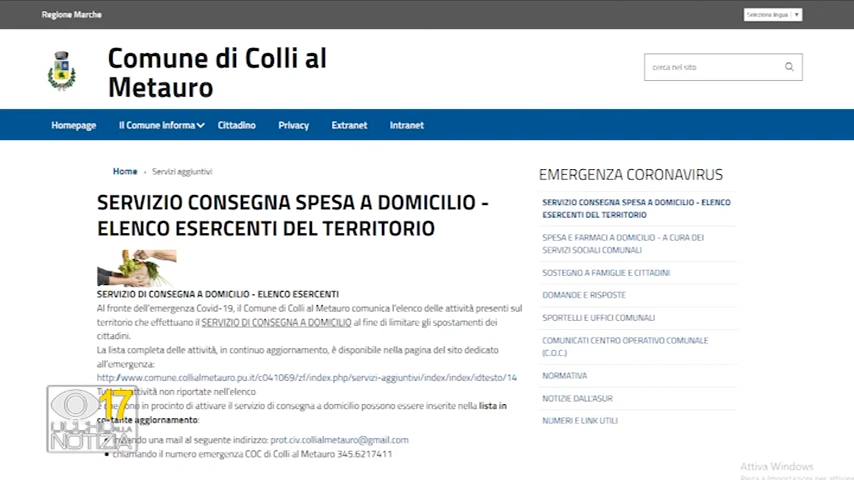 Regione Marche
Seleziona lingua
Comune di Colli al
Metauro
cerca nel sito
Homepage
Il Comune Informa
Cittadino
Privacy
Extranet
Intranet
Home › Servizi aggiuntivi
SERVIZIO CONSEGNA SPESA A DOMICILIO -
ELENCO ESERCENTI DEL TERRITORIO
SERVIZIO DI CONSEGNA A DOMICILIO - ELENCO ESERCENTI
Al fronte dell'emergenza Covid-19, il Comune di Colli al Metauro comunica l'elenco delle attività presenti sul
territorio che effettuano il SERVIZIO DI CONSEGNA A DOMICILIO al fine di limitare gli spostamenti dei
cittadini.
La lista completa delle attività, in continuo aggiornamento, è disponibile nella pagina del sito dedicato
all'emergenza:
http://www.comune.collialmetauro.pu.it/c041069/zf/index.php/servizi-aggiuntivi/index/index/idtesto/14
attività non riportate nell'elenco
sono in procinto di attivare il servizio di consegna a domicilio possono essere inserite nella lista in
aggiornamento:
inviando una mail al seguente indirizzo: prot.civ.collialmetauro@gmail.com
chiamando il numero emergenza COC di Colli al Metauro 345.6217411
EMERGENZA CORONAVIRUS
SERVIZIO CONSEGNA SPESA A DOMICILIO - ELENCO
ESERCENTI DEL TERRITORIO
SPESA E FARMACI A DOMICILIO - A CURA DEI
SERVIZI SOCIALI COMUNALI
SOSTEGNO A FAMIGLIE E CITTADINI
DOMANDE E RISPOSTE
SPORTELLI E UFFICI COMUNALI
COMUNICATI CENTRO OPERATIVO COMUNALE
(C.O.C.)
NORMATIVA
NOTIZIE DALL'ASUR
NUMERI E LINK UTILI
17
OCCHIO ALLA
NOTIZIA
Attiva Windows